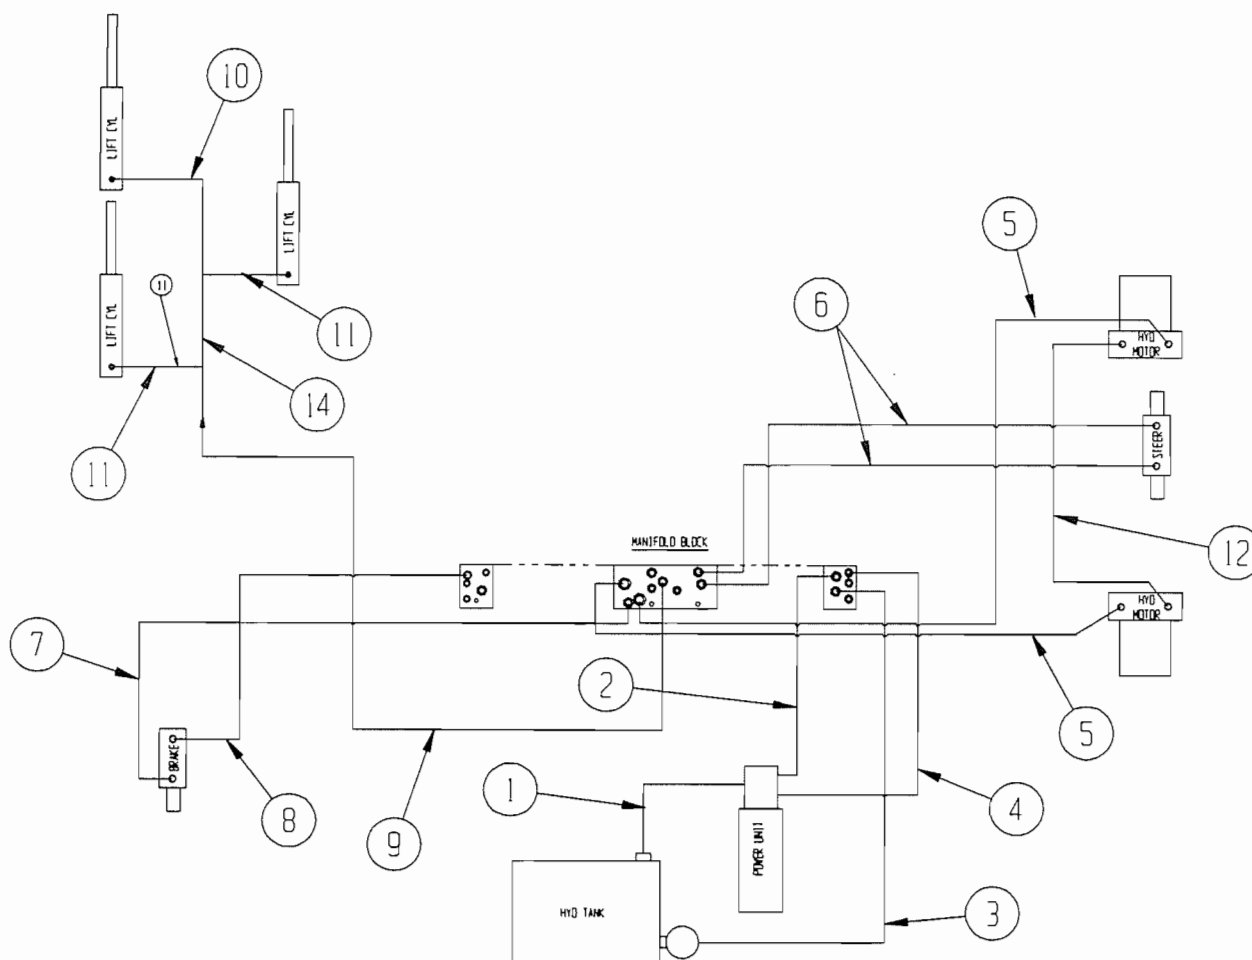 10
LIFT CYL
LIFT CYL
5
11
LIFT CYL
6
11
HYD
MOTOR
14
STEER
11
MANIFOLD BLOCK
12
HYD
MOTOR
7
2
5
BRAKE
1
8
4
9
POWER UNIT
HYD TANK
3